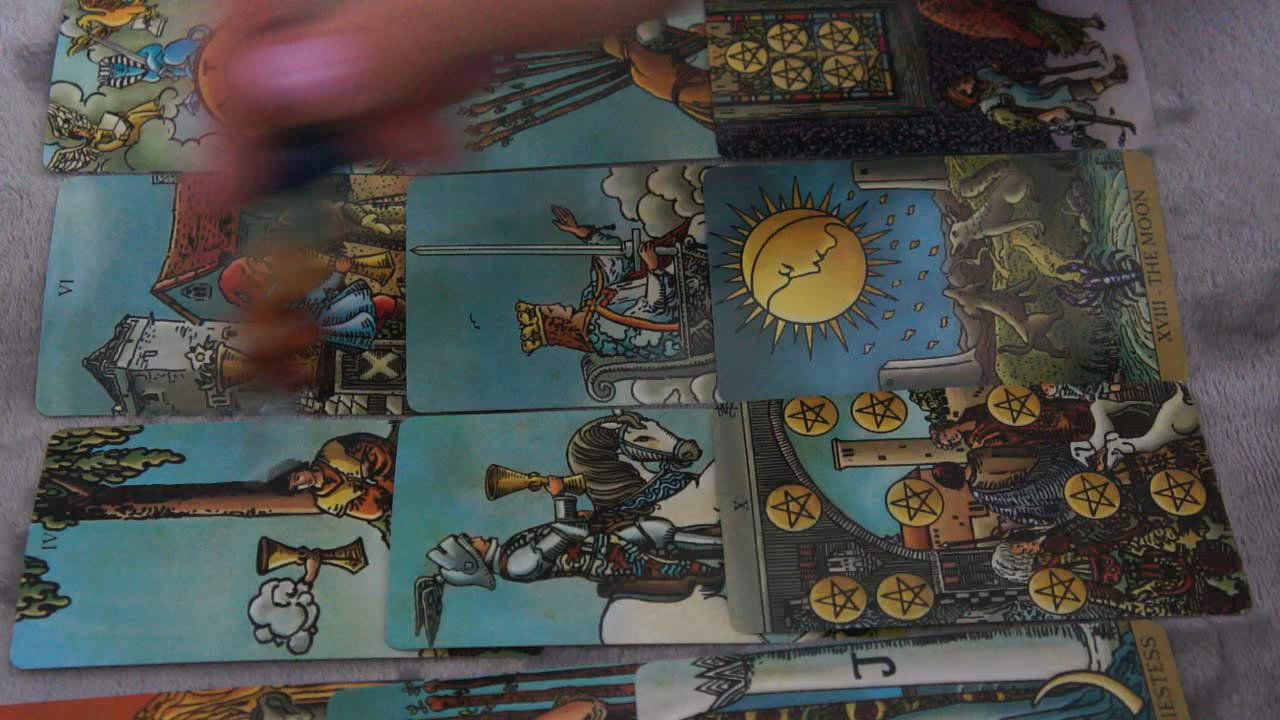 VI
XVIII · THE MOON
IV
X
J
IESTESS